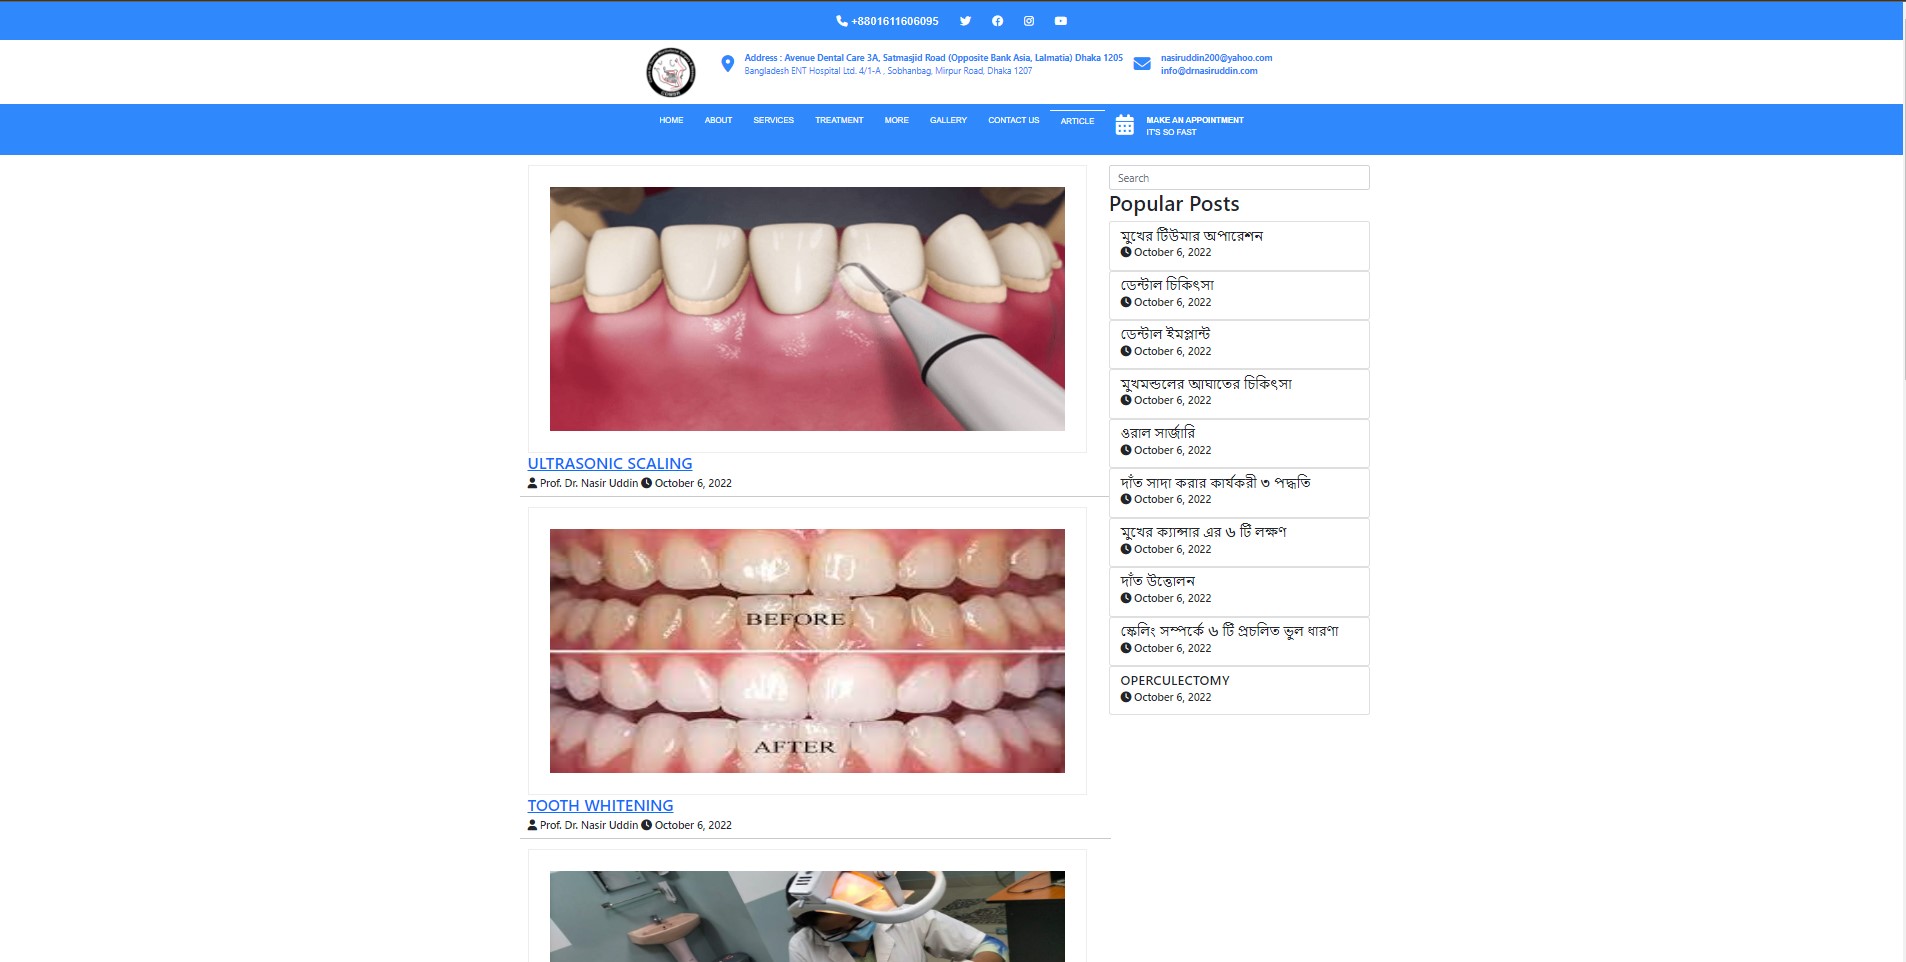 +8801611606095
Address : Avenue Dental Care 3A, Satmasjid Road (Opposite Bank Asia, Lalmatia) Dhaka 1205
Bangladesh ENT Hospital Ltd. 4/1-A , Sobhanbag, Mirpur Road, Dhaka 1207
nasiruddin200@yahoo.com
info@drnasiruddin.com
HOME ABOUT SERVICES TREATMENT MORE GALLERY CONTACT US ARTICLE
MAKE AN APPOINTMENT
IT'S SO FAST
ULTRASONIC SCALING
Prof. Dr. Nasir Uddin October 6, 2022
BEFORE
AFTER
TOOTH WHITENING
Prof. Dr. Nasir Uddin October 6, 2022
Search
Popular Posts
মুখের টিউমার অপারেশন
October 6, 2022
ডেন্টাল চিকিৎসা
October 6, 2022
ডেন্টাল ইমপ্লান্ট
October 6, 2022
মুখমন্ডলের আঘাতের চিকিৎসা
October 6, 2022
ওরাল সার্জারি
October 6, 2022
দাঁত সাদা করার কার্যকরী ৩ পদ্ধতি
October 6, 2022
মুখের ক্যান্সার এর ৬ টি লক্ষণ
October 6, 2022
দাঁত উত্তোলন
October 6, 2022
স্কেলিং সম্পর্কে ৬ টি প্রচলিত ভুল ধারণা
October 6, 2022
OPERCULECTOMY
October 6, 2022